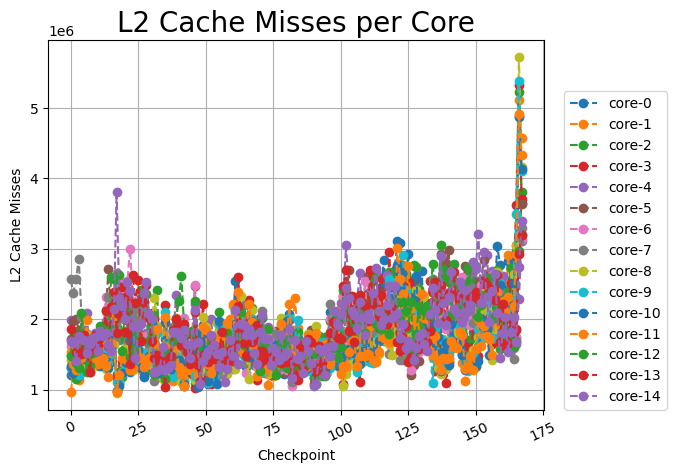 L2 Cache Misses per Core
1e6
5
4
3
2
1
L2 Cache Misses
0
25
50
75
100
125
150
175
Checkpoint
core-0
core-1
core-2
core-3
core-4
core-5
core-6
core-7
core-8
core-9
core-10
core-11
core-12
core-13
core-14